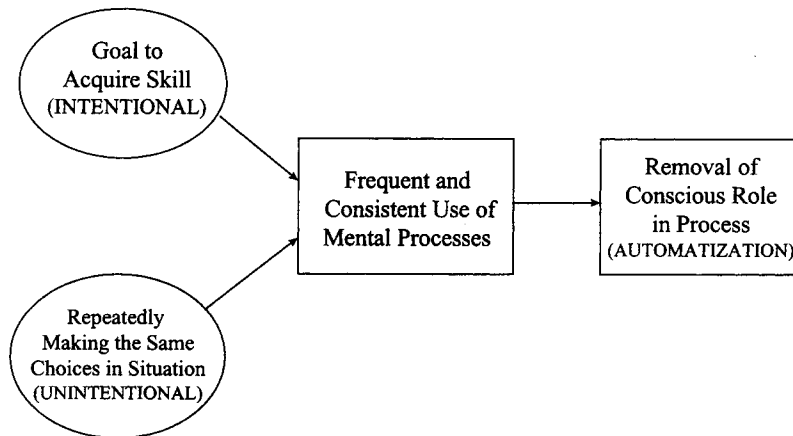 Goal to
Acquire Skill
(INTENTIONAL)
Repeatedly
Making the Same
Choices in Situation
(UNINTENTIONAL)
Frequent and
Consistent Use of
Mental Processes
Removal of
Conscious Role
in Process
(AUTOMATIZATION)